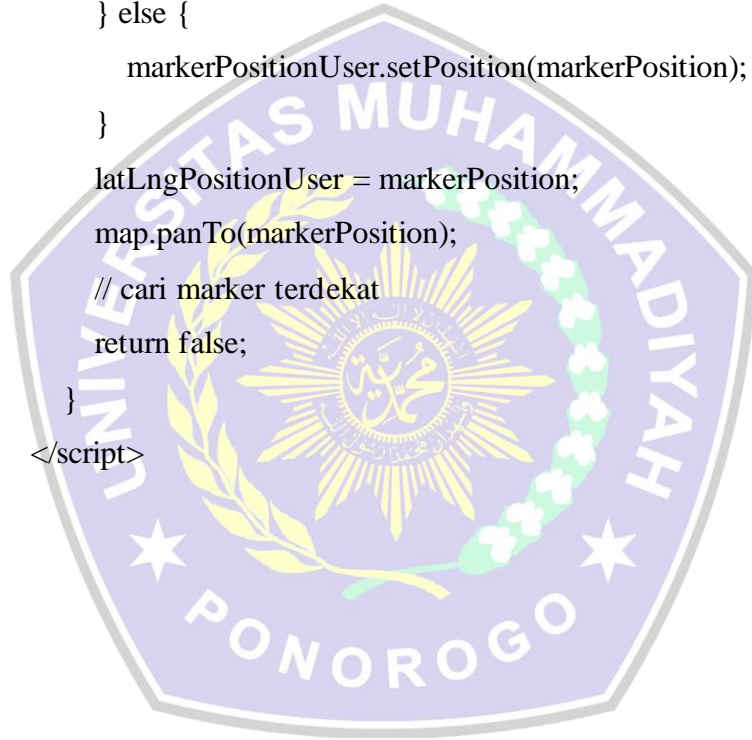 } else {
markerPositionUser.setPosition(markerPosition);
}
latLngPositionUser = markerPosition;
map.panTo(markerPosition);
// cari marker terdekat
return false;
}
</script>
UNIVERSITAS MUHAMMADIYAH
PONOROGO